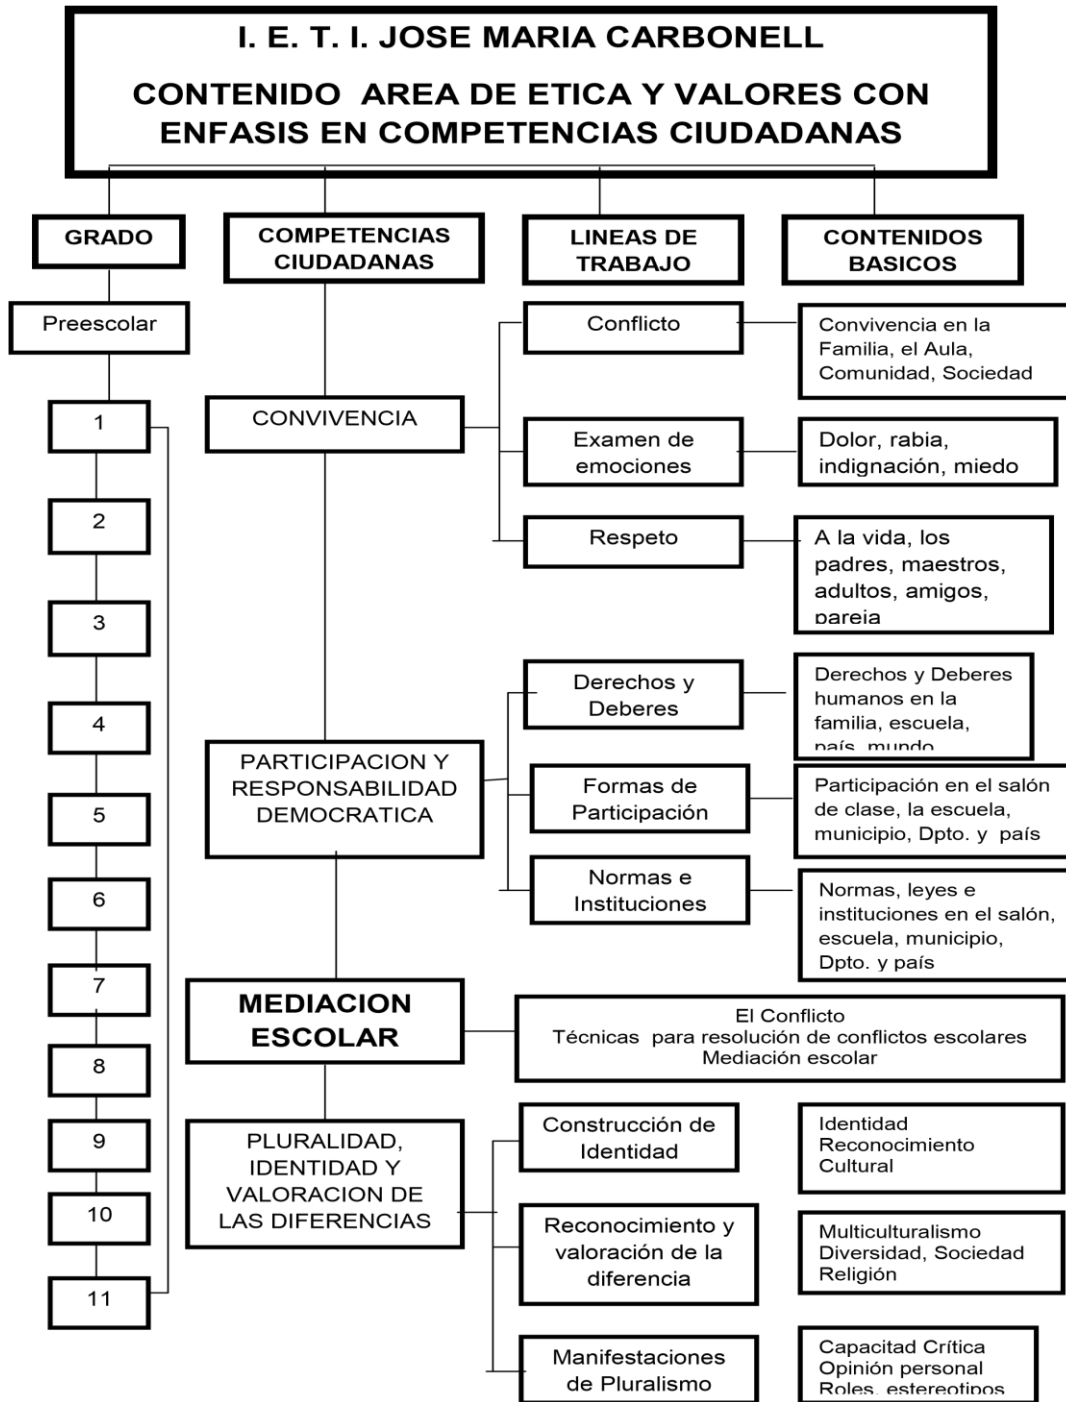 I. E. T. I. JOSE MARIA CARBONELL
CONTENIDO AREA DE ETICA Y VALORES CON
ENFASIS EN COMPETENCIAS CIUDADANAS
GRADO
COMPETENCIAS
CIUDADANAS
LINEAS DE
TRABAJO
CONTENIDOS
BASICOS
Preescolar
1
2
3
4
5
6
7
8
9
10
11
CONVIVENCIA
Conflicto
Convivencia en la
Familia, el Aula,
Comunidad, Sociedad
Examen de
emociones
Dolor, rabia,
indignación, miedo
Respeto
A la vida, los
padres, maestros,
adultos, amigos,
pareja
PARTICIPACION Y
RESPONSABILIDAD
DEMOCRATICA
Derechos y
Deberes
Derechos y Deberes
humanos en la
familia, escuela,
país, mundo
Formas de
Participación
Participación en el salón
de clase, la escuela,
municipio, Dpto. y país
Normas e
Instituciones
Normas, leyes e
instituciones en el salón,
escuela, municipio,
Dpto. y país
MEDIACION
ESCOLAR
El Conflicto
Técnicas para resolución de conflictos escolares
Mediación escolar
PLURALIDAD,
IDENTIDAD Y
VALORACION DE
LAS DIFERENCIAS
Construcción de
Identidad
Identidad
Reconocimiento
Cultural
Reconocimiento y
valoración de la
diferencia
Multiculturalismo
Diversidad, Sociedad
Religión
Manifestaciones
de Pluralismo
Capacitad Crítica
Opinión personal
Roles, estereotipos